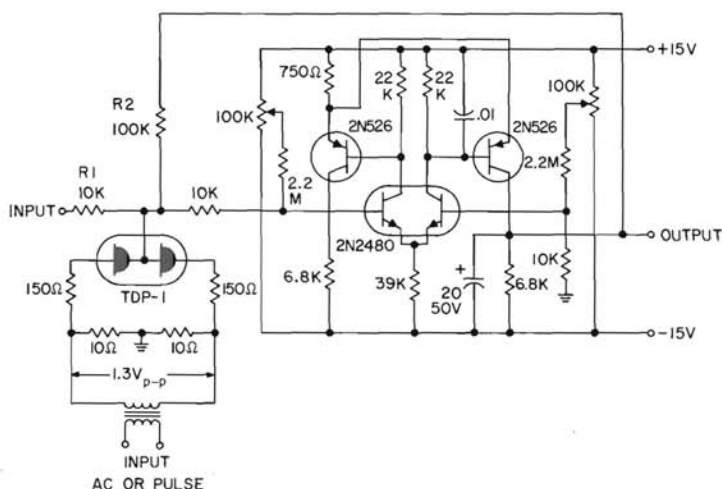 +15V
750Ω
22
K
22
K
100K
R2
100K
.01
100K
2N526
2N526
2.2
M
2.2M
R1
10K
10K
INPUT
2N2480
OUTPUT
150Ω
TDP-1
150Ω
6.8K
39K
+
20
50V
6.8K
10K
10Ω
10Ω
-15V
1.3Vp-p
INPUT
AC OR PULSE